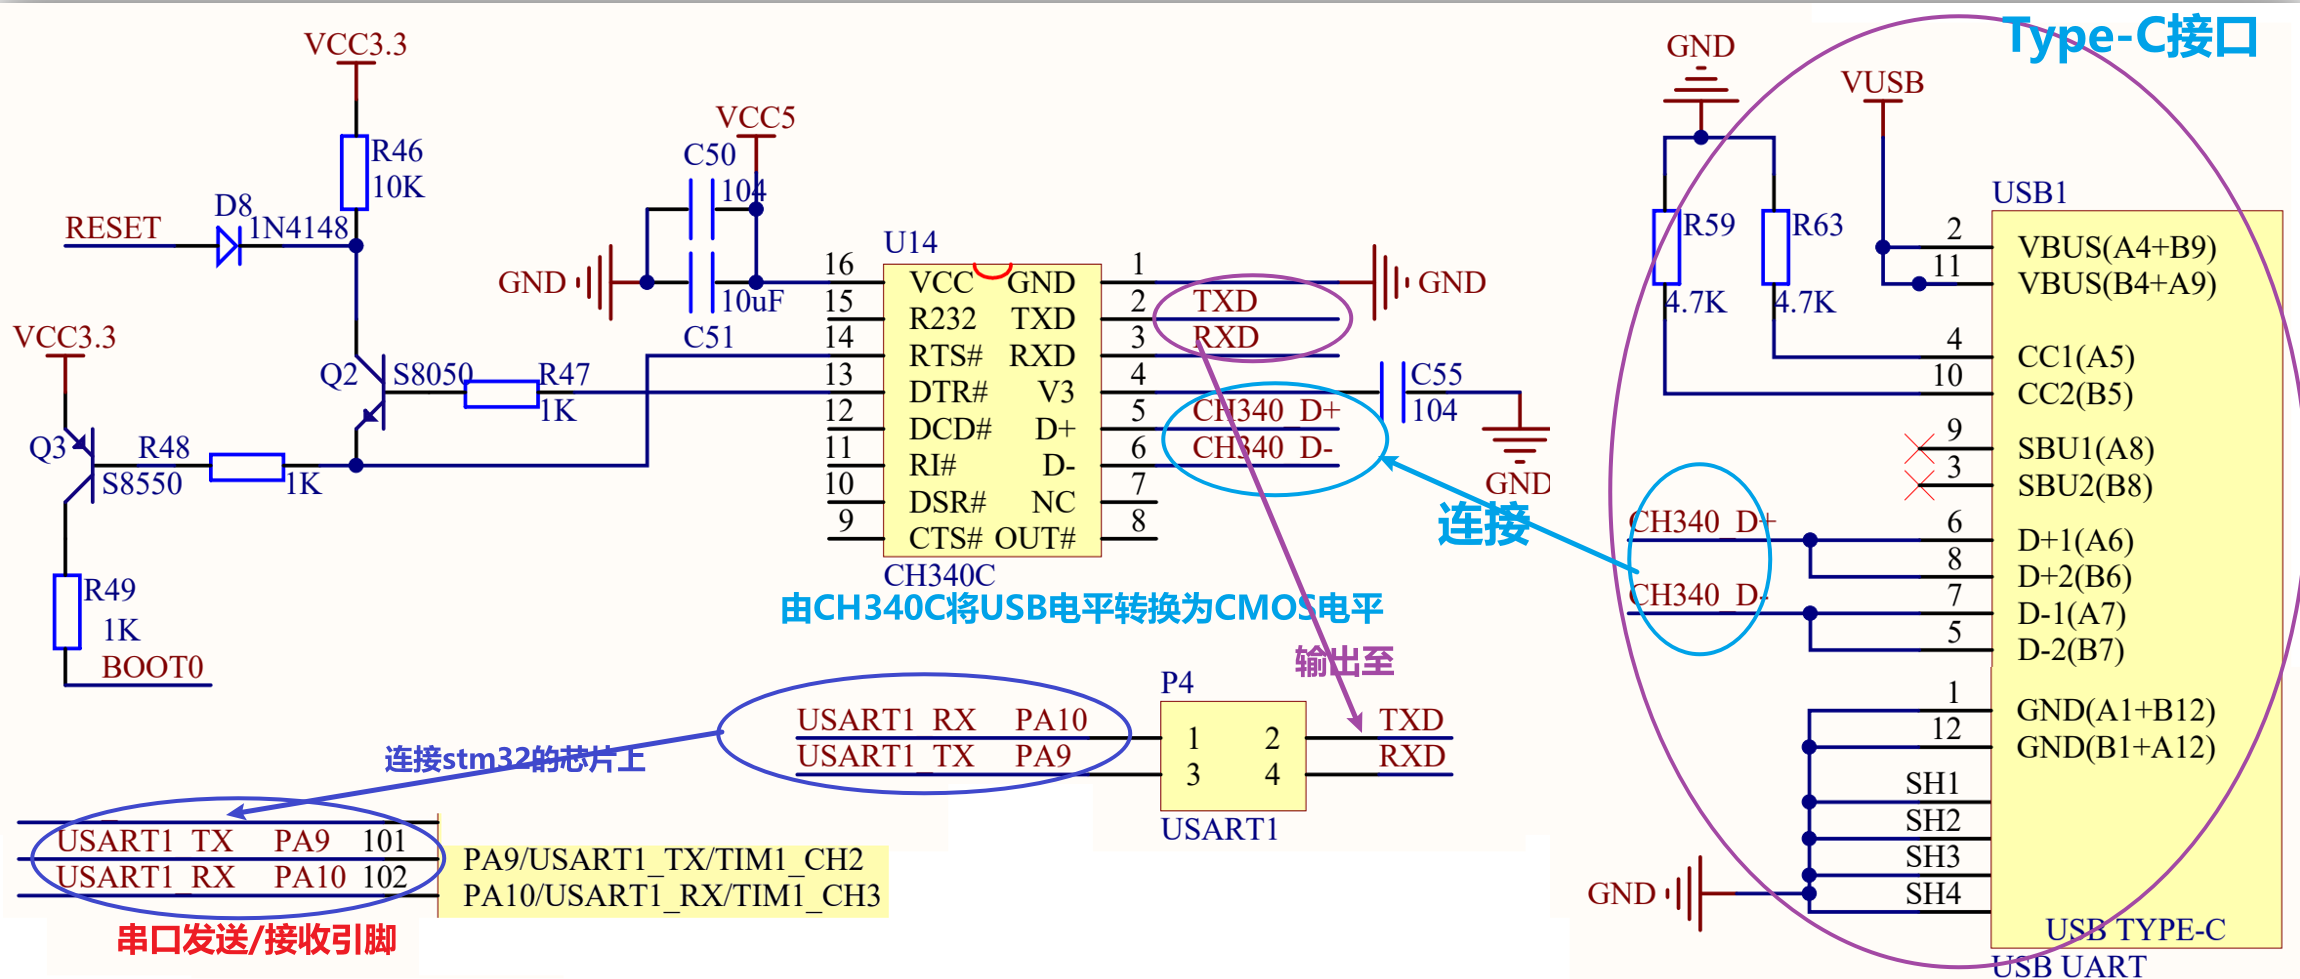 Type-C接口
VCC3.3
R46
10K
D8
1N4148
RESET
VCC5
C50
104
10uF
C51
GND
VCC3.3
Q2
S8050
R47
1K
Q3
S8550
R48
1K
R49
1K
BOOT0
U14
16 VCC GND 1
15 R232 TXD 2
14 RTS# RXD 3
13 DTR# V3 4
12 DCD# D+ 5
11 RI# D- 6
10 DSR# NC 7
9 CTS# OUT# 8
CH340C
GND
TXD
RXD
C55
104
GND
CH340_D+
CH340_D-
连接
由CH340C将USB电平转换为CMOS电平
输出至
P4
USART1_RX PA10 1 2 TXD
USART1_TX PA9 3 4 RXD
USART1
连接stm32的芯片上
USART1_TX PA9 101 PA9/USART1_TX/TIM1_CH2
USART1_RX PA10 102 PA10/USART1_RX/TIM1_CH3
串口发送/接收引脚
GND
VUSB
R59
4.7K
R63
4.7K
USB1
2 VBUS(A4+B9)
11 VBUS(B4+A9)
4 CC1(A5)
10 CC2(B5)
9 SBU1(A8)
3 SBU2(B8)
CH340_D+
6 D+1(A6)
8 D+2(B6)
CH340_D-
7 D-1(A7)
5 D-2(B7)
1 GND(A1+B12)
12 GND(B1+A12)
SH1
SH2
SH3
SH4
GND
USB TYPE-C
USB UART